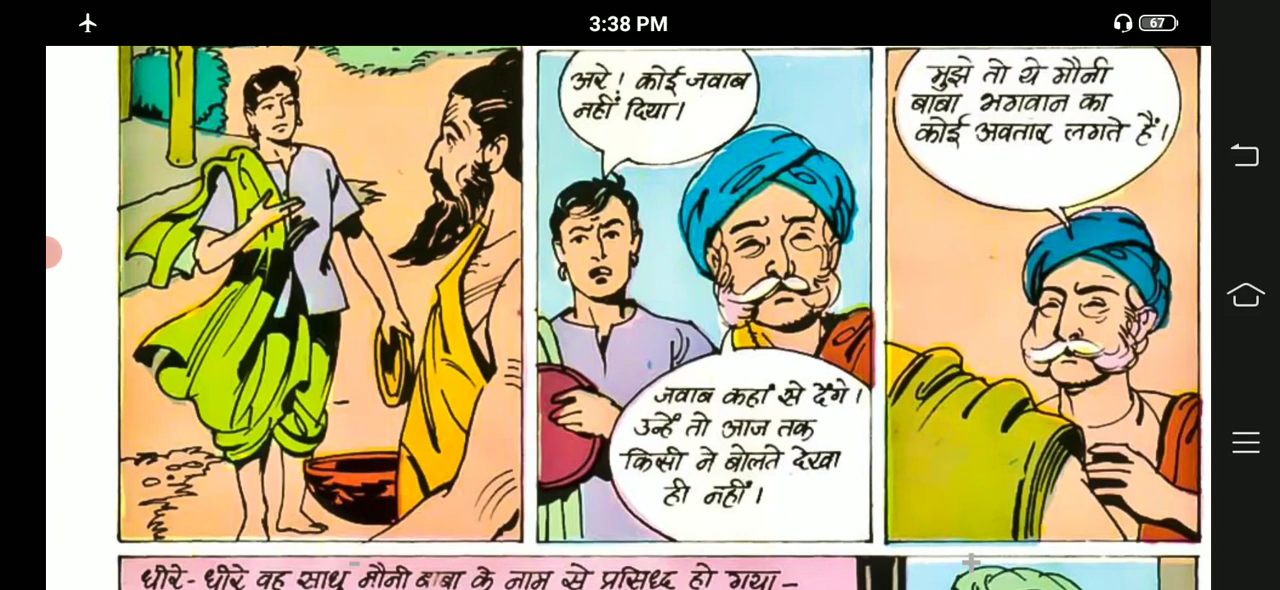 3:38 PM
67
अरे! कोई जवाब
नहीं दिया।
जवाब कहां से देंगे।
उन्हें तो आज तक
किसी ने बोलते देखा
ही नहीं।
मुझे तो ये मौनी
बाबा भगवान का
कोई अवतार लगते हैं।
धीरे-धीरे वह साधू मौनी बाबा के नाम से प्रसिध्द हो गया-